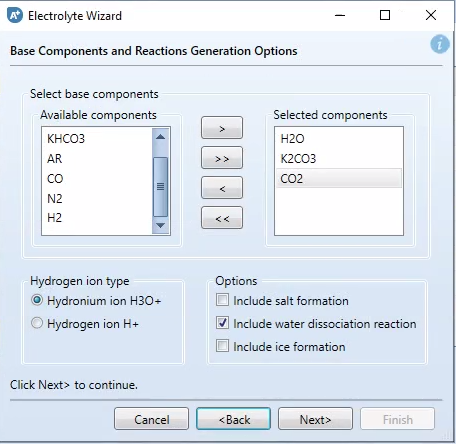 A+ Electrolyte Wizard
Base Components and Reactions Generation Options
i
Select base components
Available components
KHCO3
AR
CO
N2
H2
>
>>
<
<<
Selected components
H2O
K2CO3
CO2
Hydrogen ion type
Hydronium ion H3O+
Hydrogen ion H+
Options
Include salt formation
Include water dissociation reaction
Include ice formation
Click Next> to continue.
Cancel
<Back
Next>
Finish